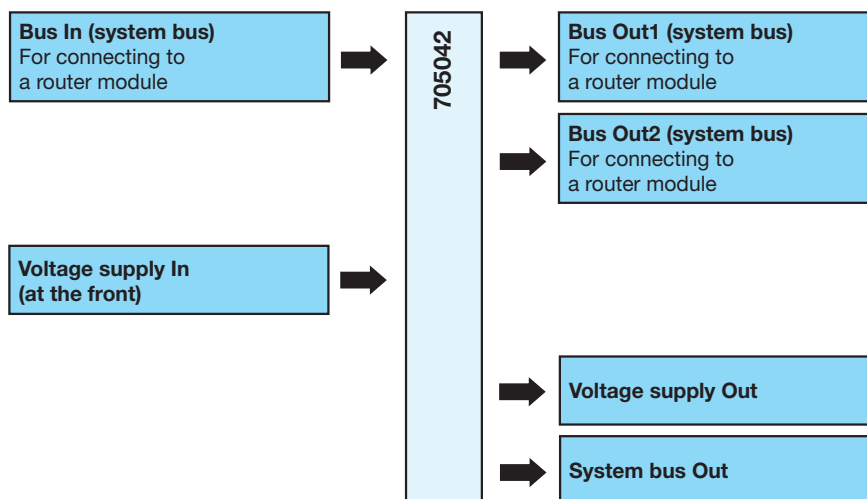 Bus In (system bus)
For connecting to
a router module
Voltage supply In
(at the front)
705042
Bus Out1 (system bus)
For connecting to
a router module
Bus Out2 (system bus)
For connecting to
a router module
Voltage supply Out
System bus Out